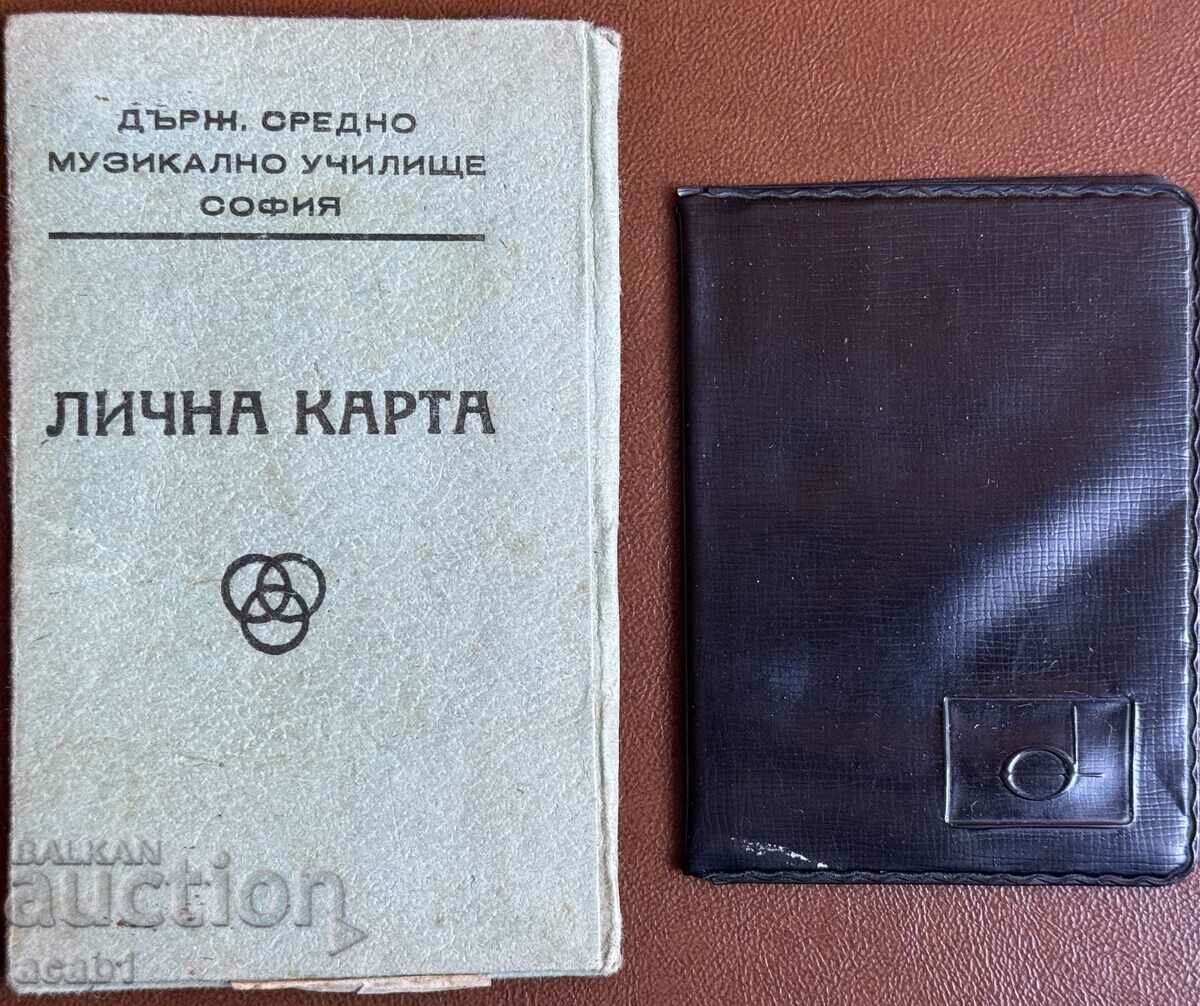 ДЪРЖ. СРЕДНО
МУЗИКАЛНО УЧИЛИЩЕ
СОФИЯ
ЛИЧНА КАРТА
BALKAN
auction
acab1